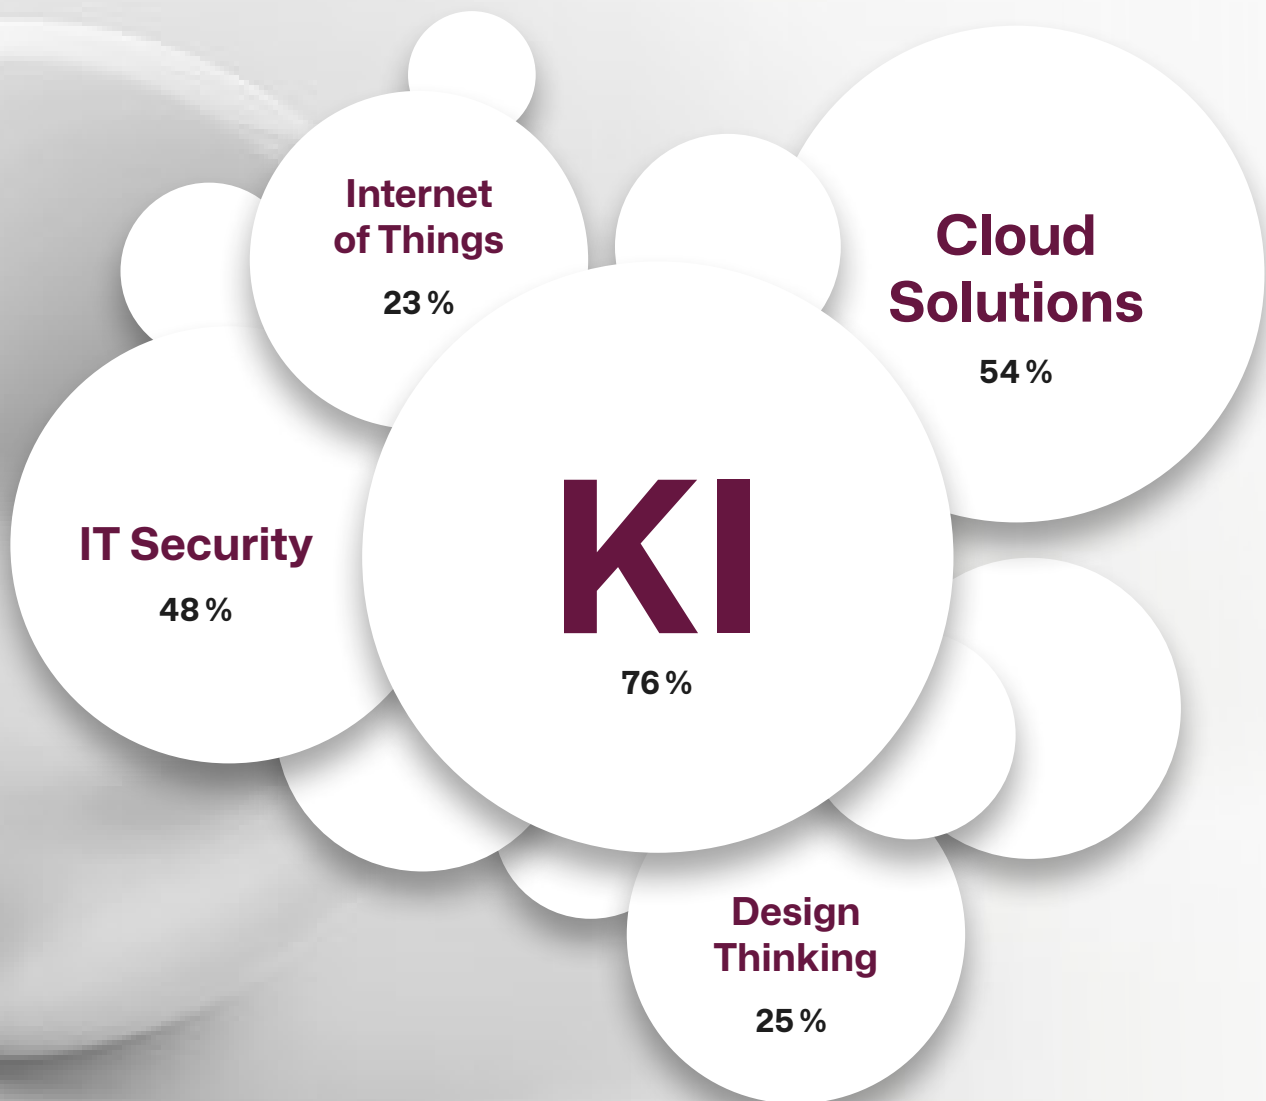 Internet
of Things
23 %
Cloud
Solutions
54 %
IT Security
48 %
KI
76 %
Design
Thinking
25 %